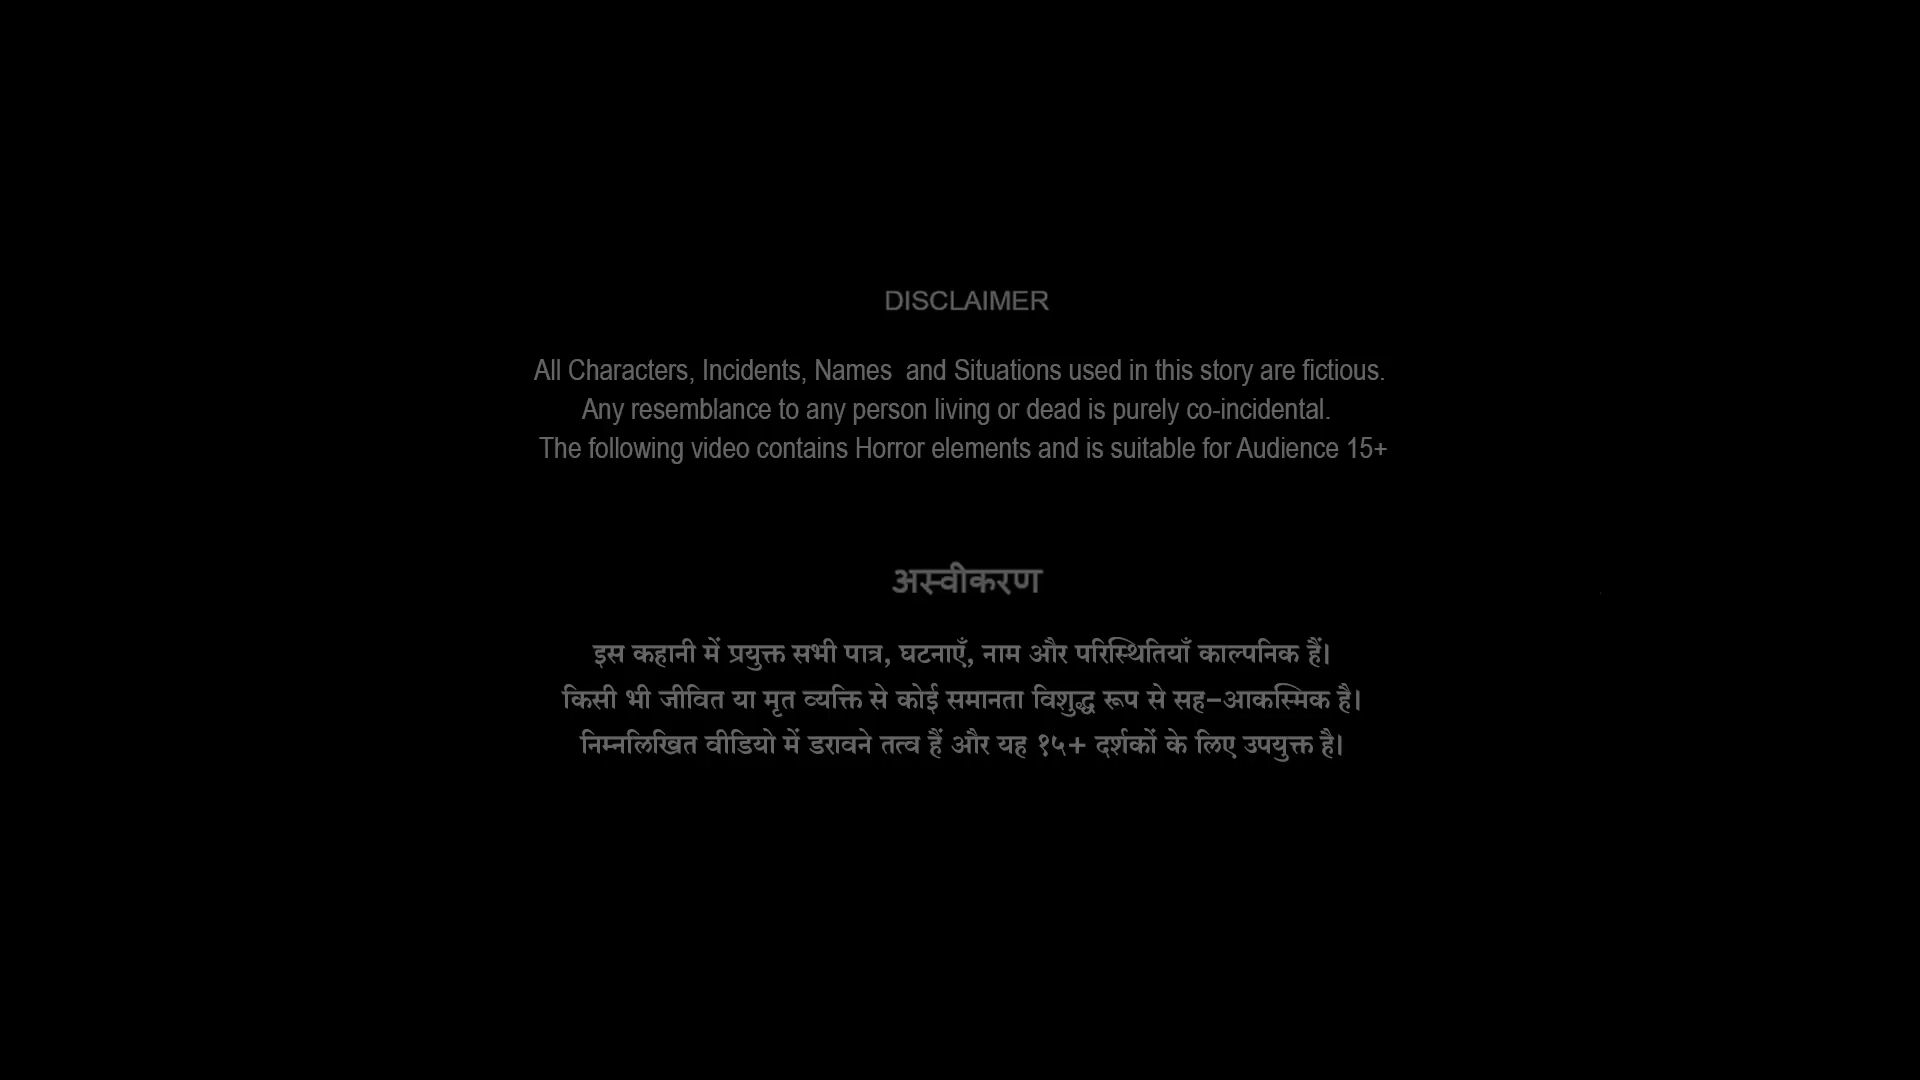 DISCLAIMER
All Characters, Incidents, Names  and Situations used in this story are fictious.
Any resemblance to any person living or dead is purely co-incidental.
The following video contains Horror elements and is suitable for Audience 15+
अस्वीकरण
इस कहानी में प्रयुक्त सभी पात्र, घटनाएँ, नाम और परिस्थितियाँ काल्पनिक हैं।
किसी भी जीवित या मृत व्यक्ति से कोई समानता विशुद्ध रूप से सह-आकस्मिक है।
निम्नलिखित वीडियो में डरावने तत्व हैं और यह १५+ दर्शकों के लिए उपयुक्त है।